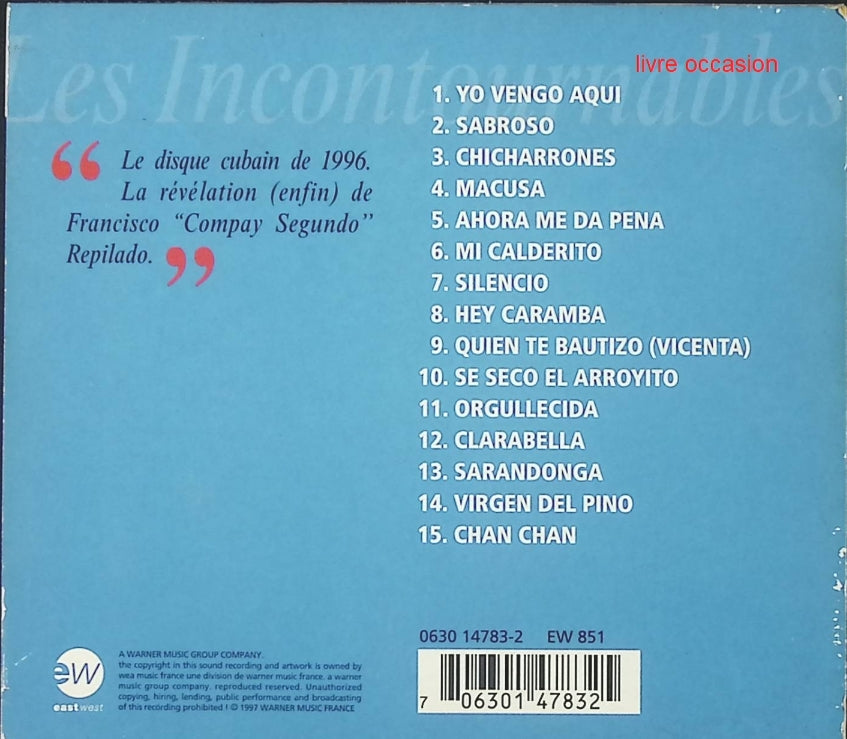 Les Incontournables
livre occasion
“ Le disque cubain de 1996.
La révélation (enfin) de
Francisco “Compay Segundo”
Repilado. ”
1. YO VENGO AQUI
2. SABROSO
3. CHICHARRONES
4. MACUSA
5. AHORA ME DA PENA
6. MI CALDERITO
7. SILENCIO
8. HEY CARAMBA
9. QUIEN TE BAUTIZO (VICENTA)
10. SE SECO EL ARROYITO
11. ORGULLECIDA
12. CLARABELLA
13. SARANDONGA
14. VIRGEN DEL PINO
15. CHAN CHAN
0630 14783-2 EW 851
7 06301 47832
ew
eastwest
A WARNER MUSIC GROUP COMPANY.
the copyright in this sound recording and artwork is owned by
wea music france une division de warner music france. a warner
music group company. reproduced reserved. Unauthorized
copying, hiring, lending, public performance and broadcasting
of this recording prohibited ! © 1997 WARNER MUSIC FRANCE